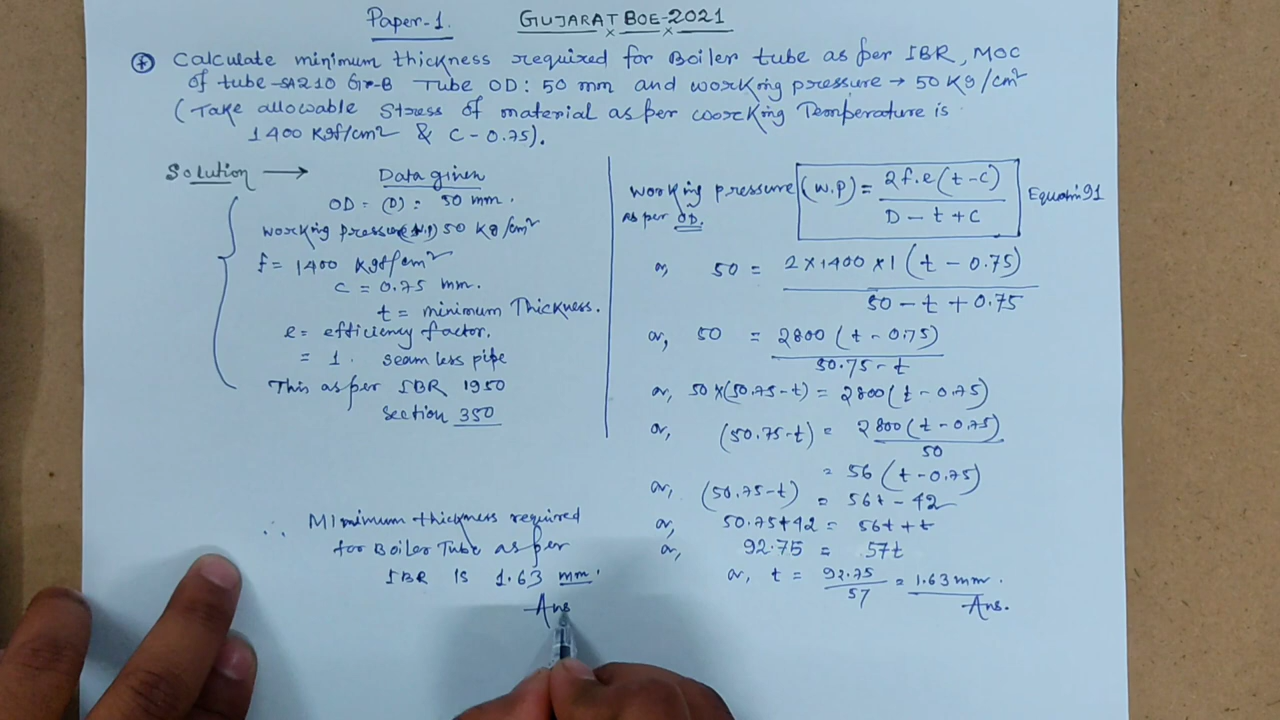 Paper-1. GUJARAT BOE-2021
Calculate minimum thickness required for Boiler tube as per IBR, MOC
of tube-SA210 Gr-B Tube OD: 50 mm and working pressure → 50 Kg/cm²
(Take allowable Stress of material as per working Temperature is
1400 Kgf/cm² & C-0.75).
Solution →
Data given
OD = (D) = 50 mm.
working pressure (W.P) 50 Kg/cm²
f = 1400 Kgf/cm²
C = 0.75 mm.
t = minimum Thickness.
e = efficiency factor.
= 1. seam less pipe
This as per IBR 1950
Section 350
∴ Minimum thickness required
for Boiler Tube as per
IBR is 1.63 mm.
Ans
working pressure (W.P) = 2f.e(t-C) / D-t+C Equation 91
as per OD.
or, 50 = 2×1400×1(t-0.75) / 50-t+0.75
or, 50 = 2800(t-0.75) / 50.75-t
or, 50×(50.75-t) = 2800(t-0.75)
or, (50.75-t) = 2800(t-0.75) / 50
= 56(t-0.75)
or, (50.75-t) = 56t-42
or, 50.75+42 = 56t+t
or, 92.75 = 57t
or, t = 92.75 / 57 = 1.63 mm.
Ans.